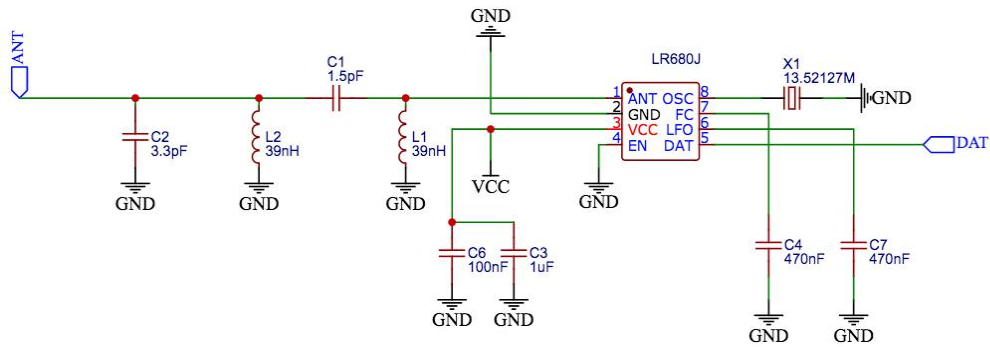 ANT
GND
LR680J
C1
1.5pF
X1
13.52127M
1 ANT OSC 8
2 GND FC 7
3 VCC LFO 6
4 EN DAT 5
GND
DAT
C2
3.3pF
L2
39nH
L1
39nH
VCC
GND
GND
GND
GND
C6
100nF
C3
1uF
C4
470nF
C7
470nF
GND
GND
GND
GND